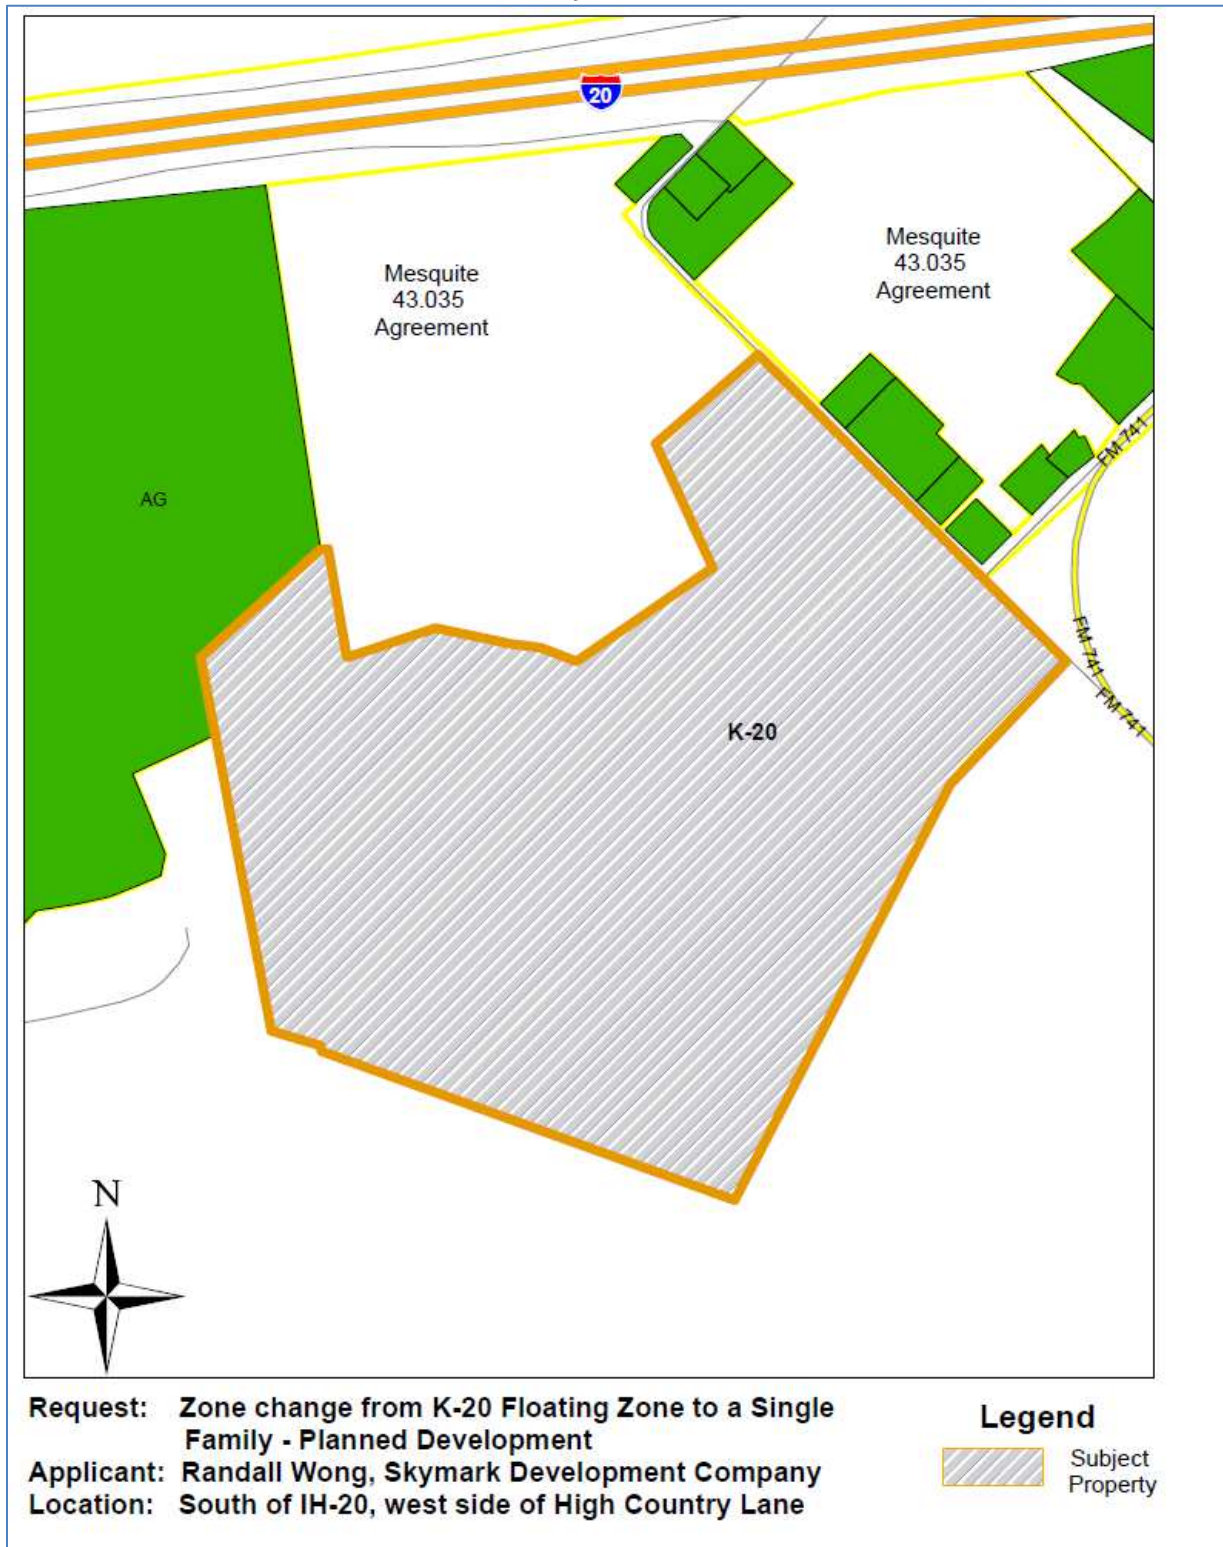 20
Mesquite
43.035
Agreement
Mesquite
43.035
Agreement
FM 741
AG
FM 741
FM 741
K-20
N
Request: Zone change from K-20 Floating Zone to a Single
Family - Planned Development
Applicant: Randall Wong, Skymark Development Company
Location: South of IH-20, west side of High Country Lane
Legend
Subject
Property